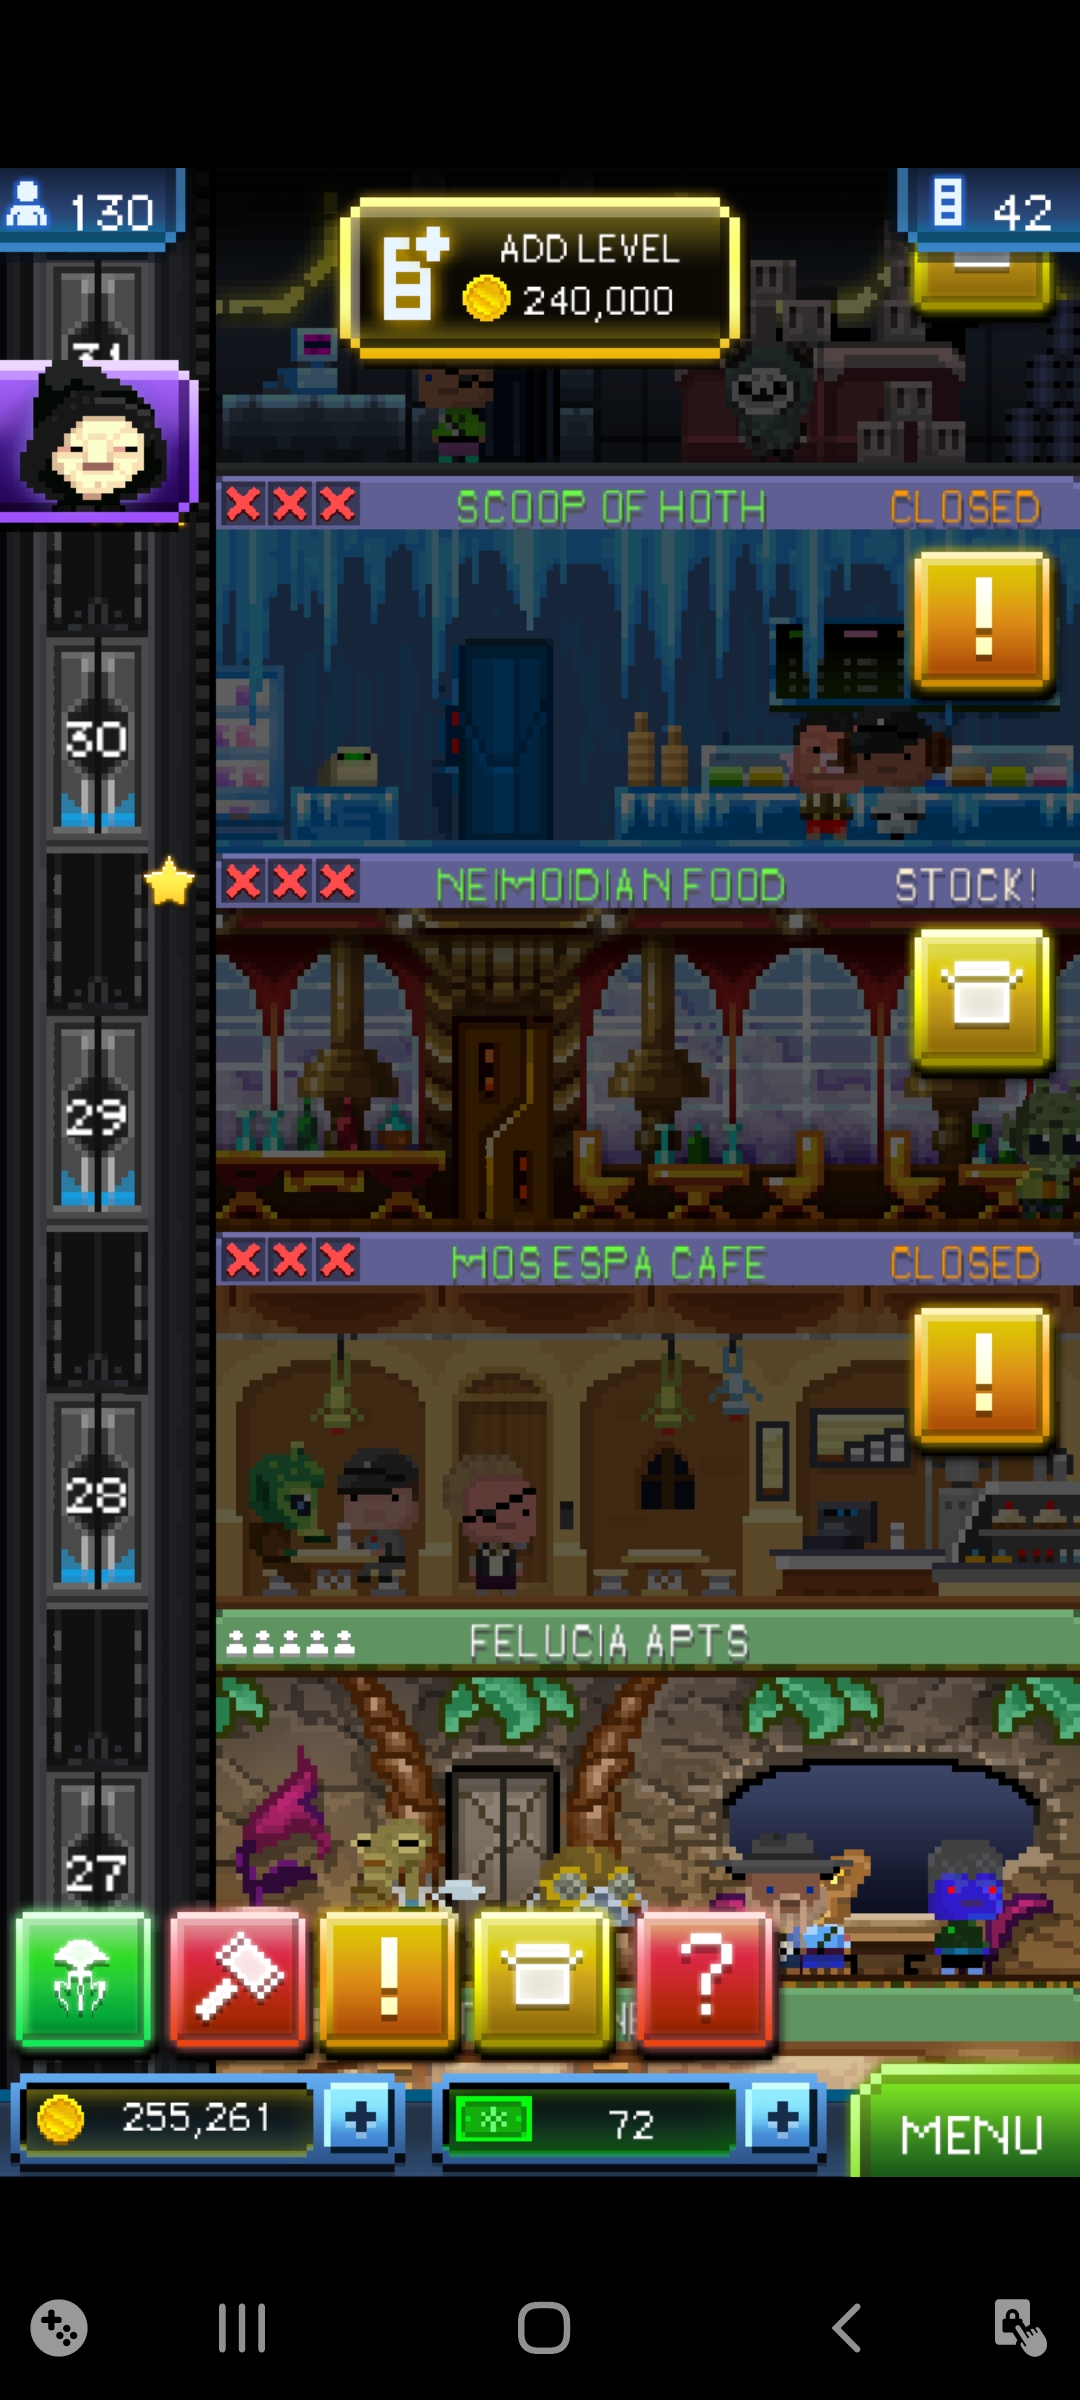 130
ADD LEVEL
240,000
42
31
SCOOP OF HOTH
CLOSED
!
30
NEIMOIDIAN FOOD
STOCK!
29
MOS ESPA CAFE
CLOSED
!
28
FELUCIA APTS
27
!
?
255,261
+
72
+
MENU